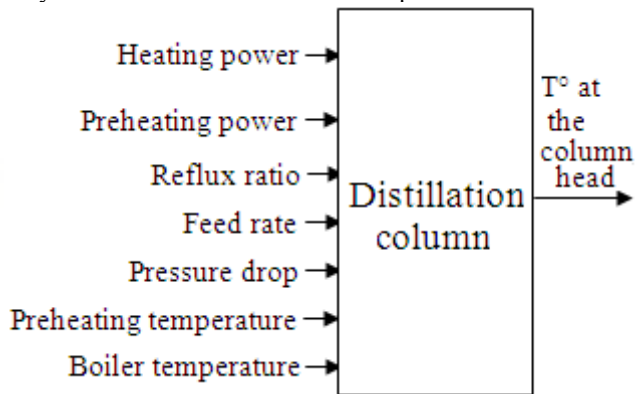 Heating power
Preheating power
Reflux ratio
Feed rate
Pressure drop
Preheating temperature
Boiler temperature
Distillation
column
T° at
the
column
head